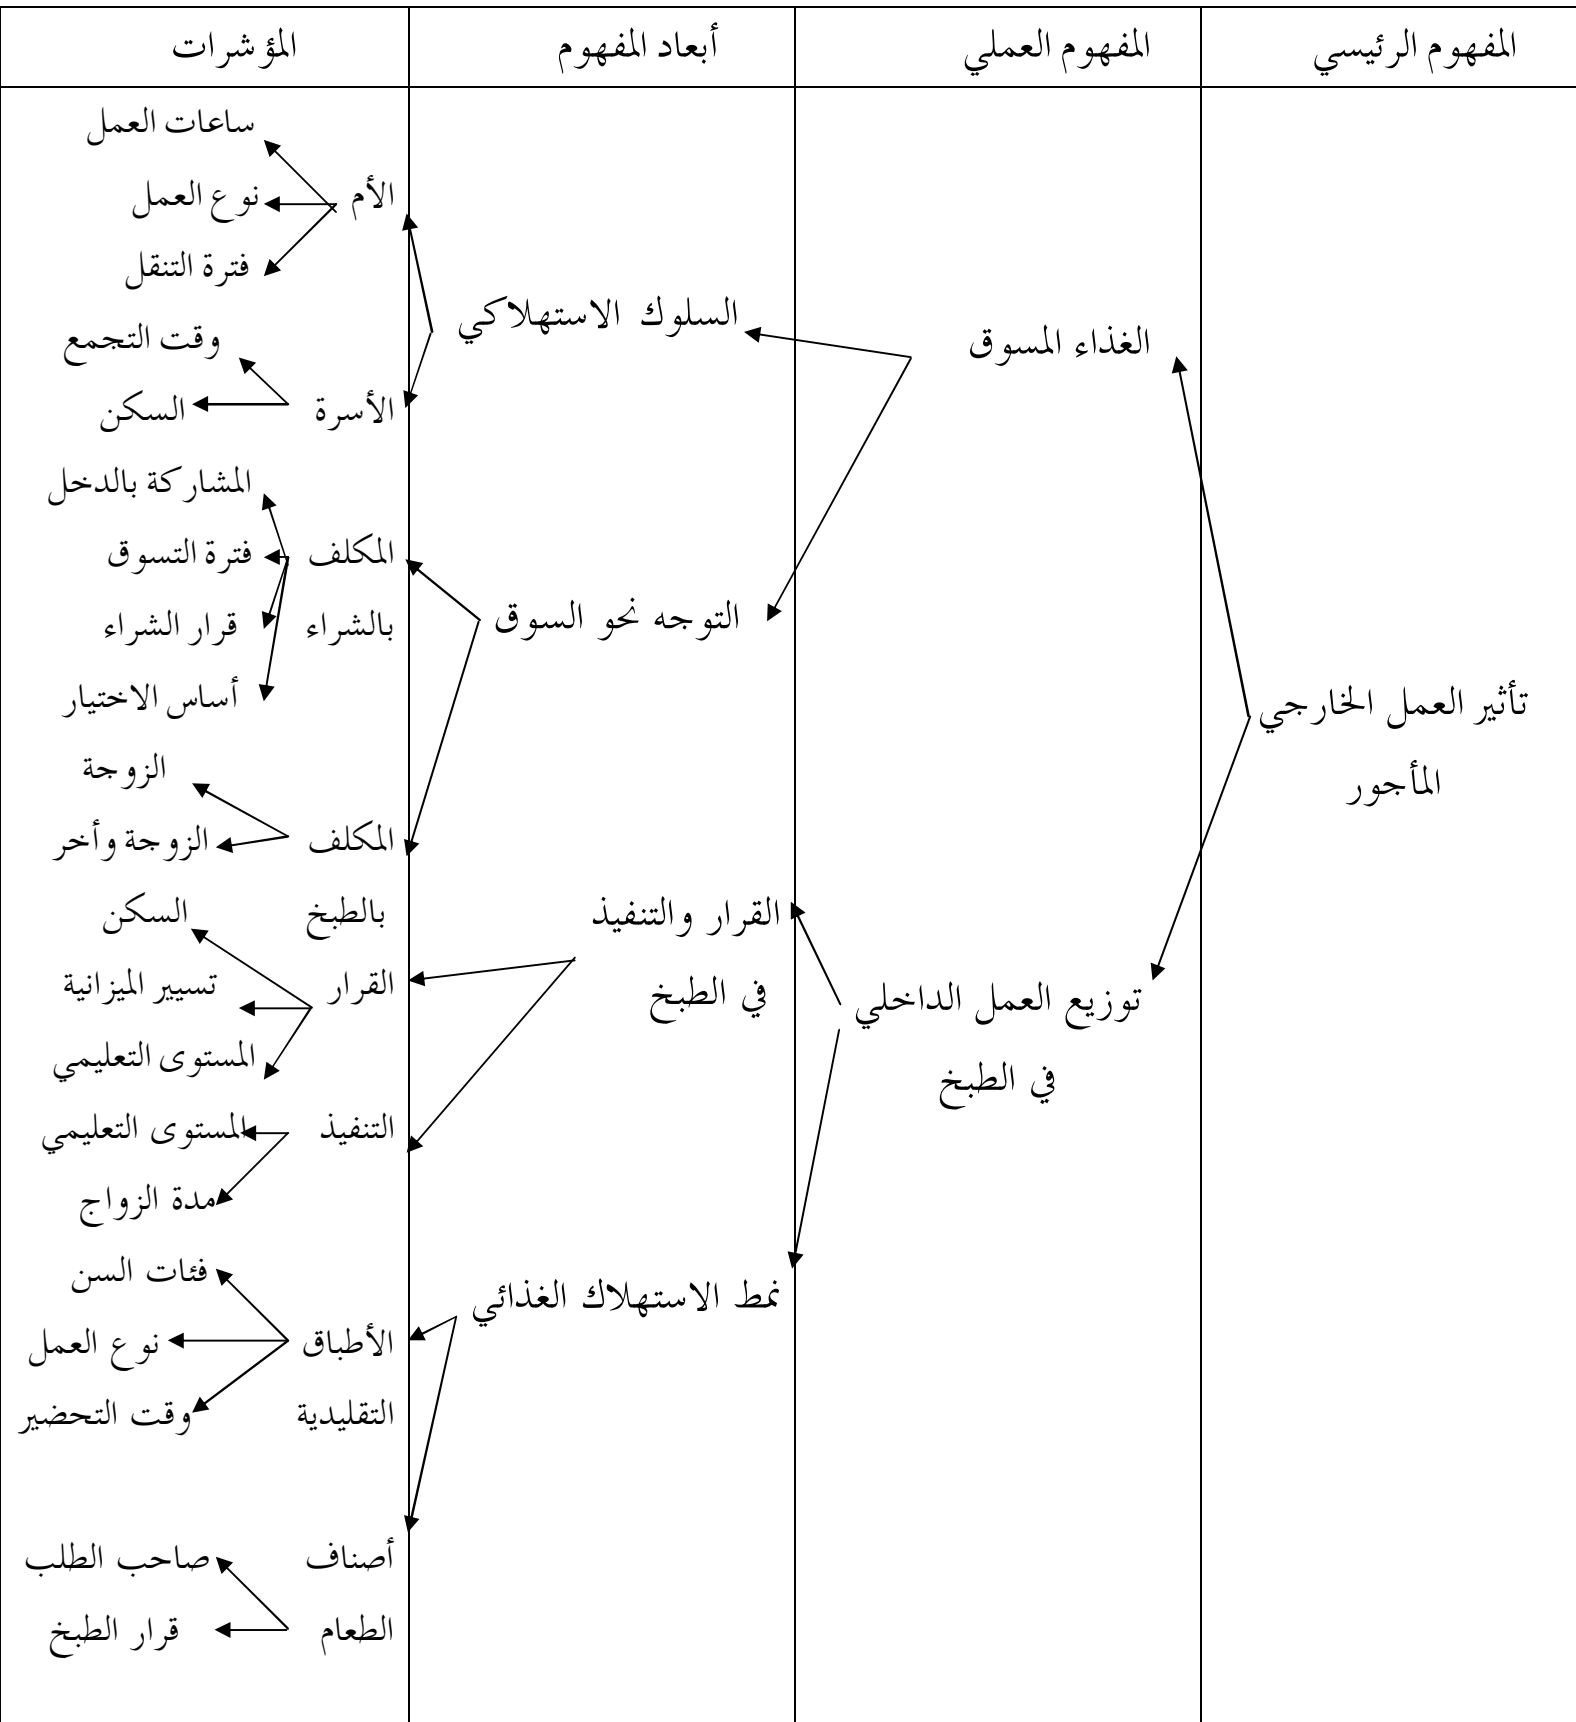 المفهوم الرئيسي
المفهوم العملي
أبعاد المفهوم
المؤشرات
تأثير العمل الخارجي
المأجور
الغذاء المسوق
توزيع العمل الداخلي
في الطبخ
السلوك الاستهلاكي
التوجه نحو السوق
القرار والتنفيذ
في الطبخ
نمط الاستهلاك الغذائي
ساعات العمل
الأم نوع العمل
فترة التنقل
وقت التجمع
الأسرة السكن
المشاركة بالدخل
المكلف فترة التسوق
بالشراء قرار الشراء
أساس الاختيار
الزوجة
المكلف الزوجة وأخر
بالطبخ السكن
القرار تسيير الميزانية
المستوى التعليمي
التنفيذ المستوى التعليمي
مدة الزواج
فئات السن
الأطباق نوع العمل
التقليدية وقت التحضير
أصناف صاحب الطلب
الطعام قرار الطبخ